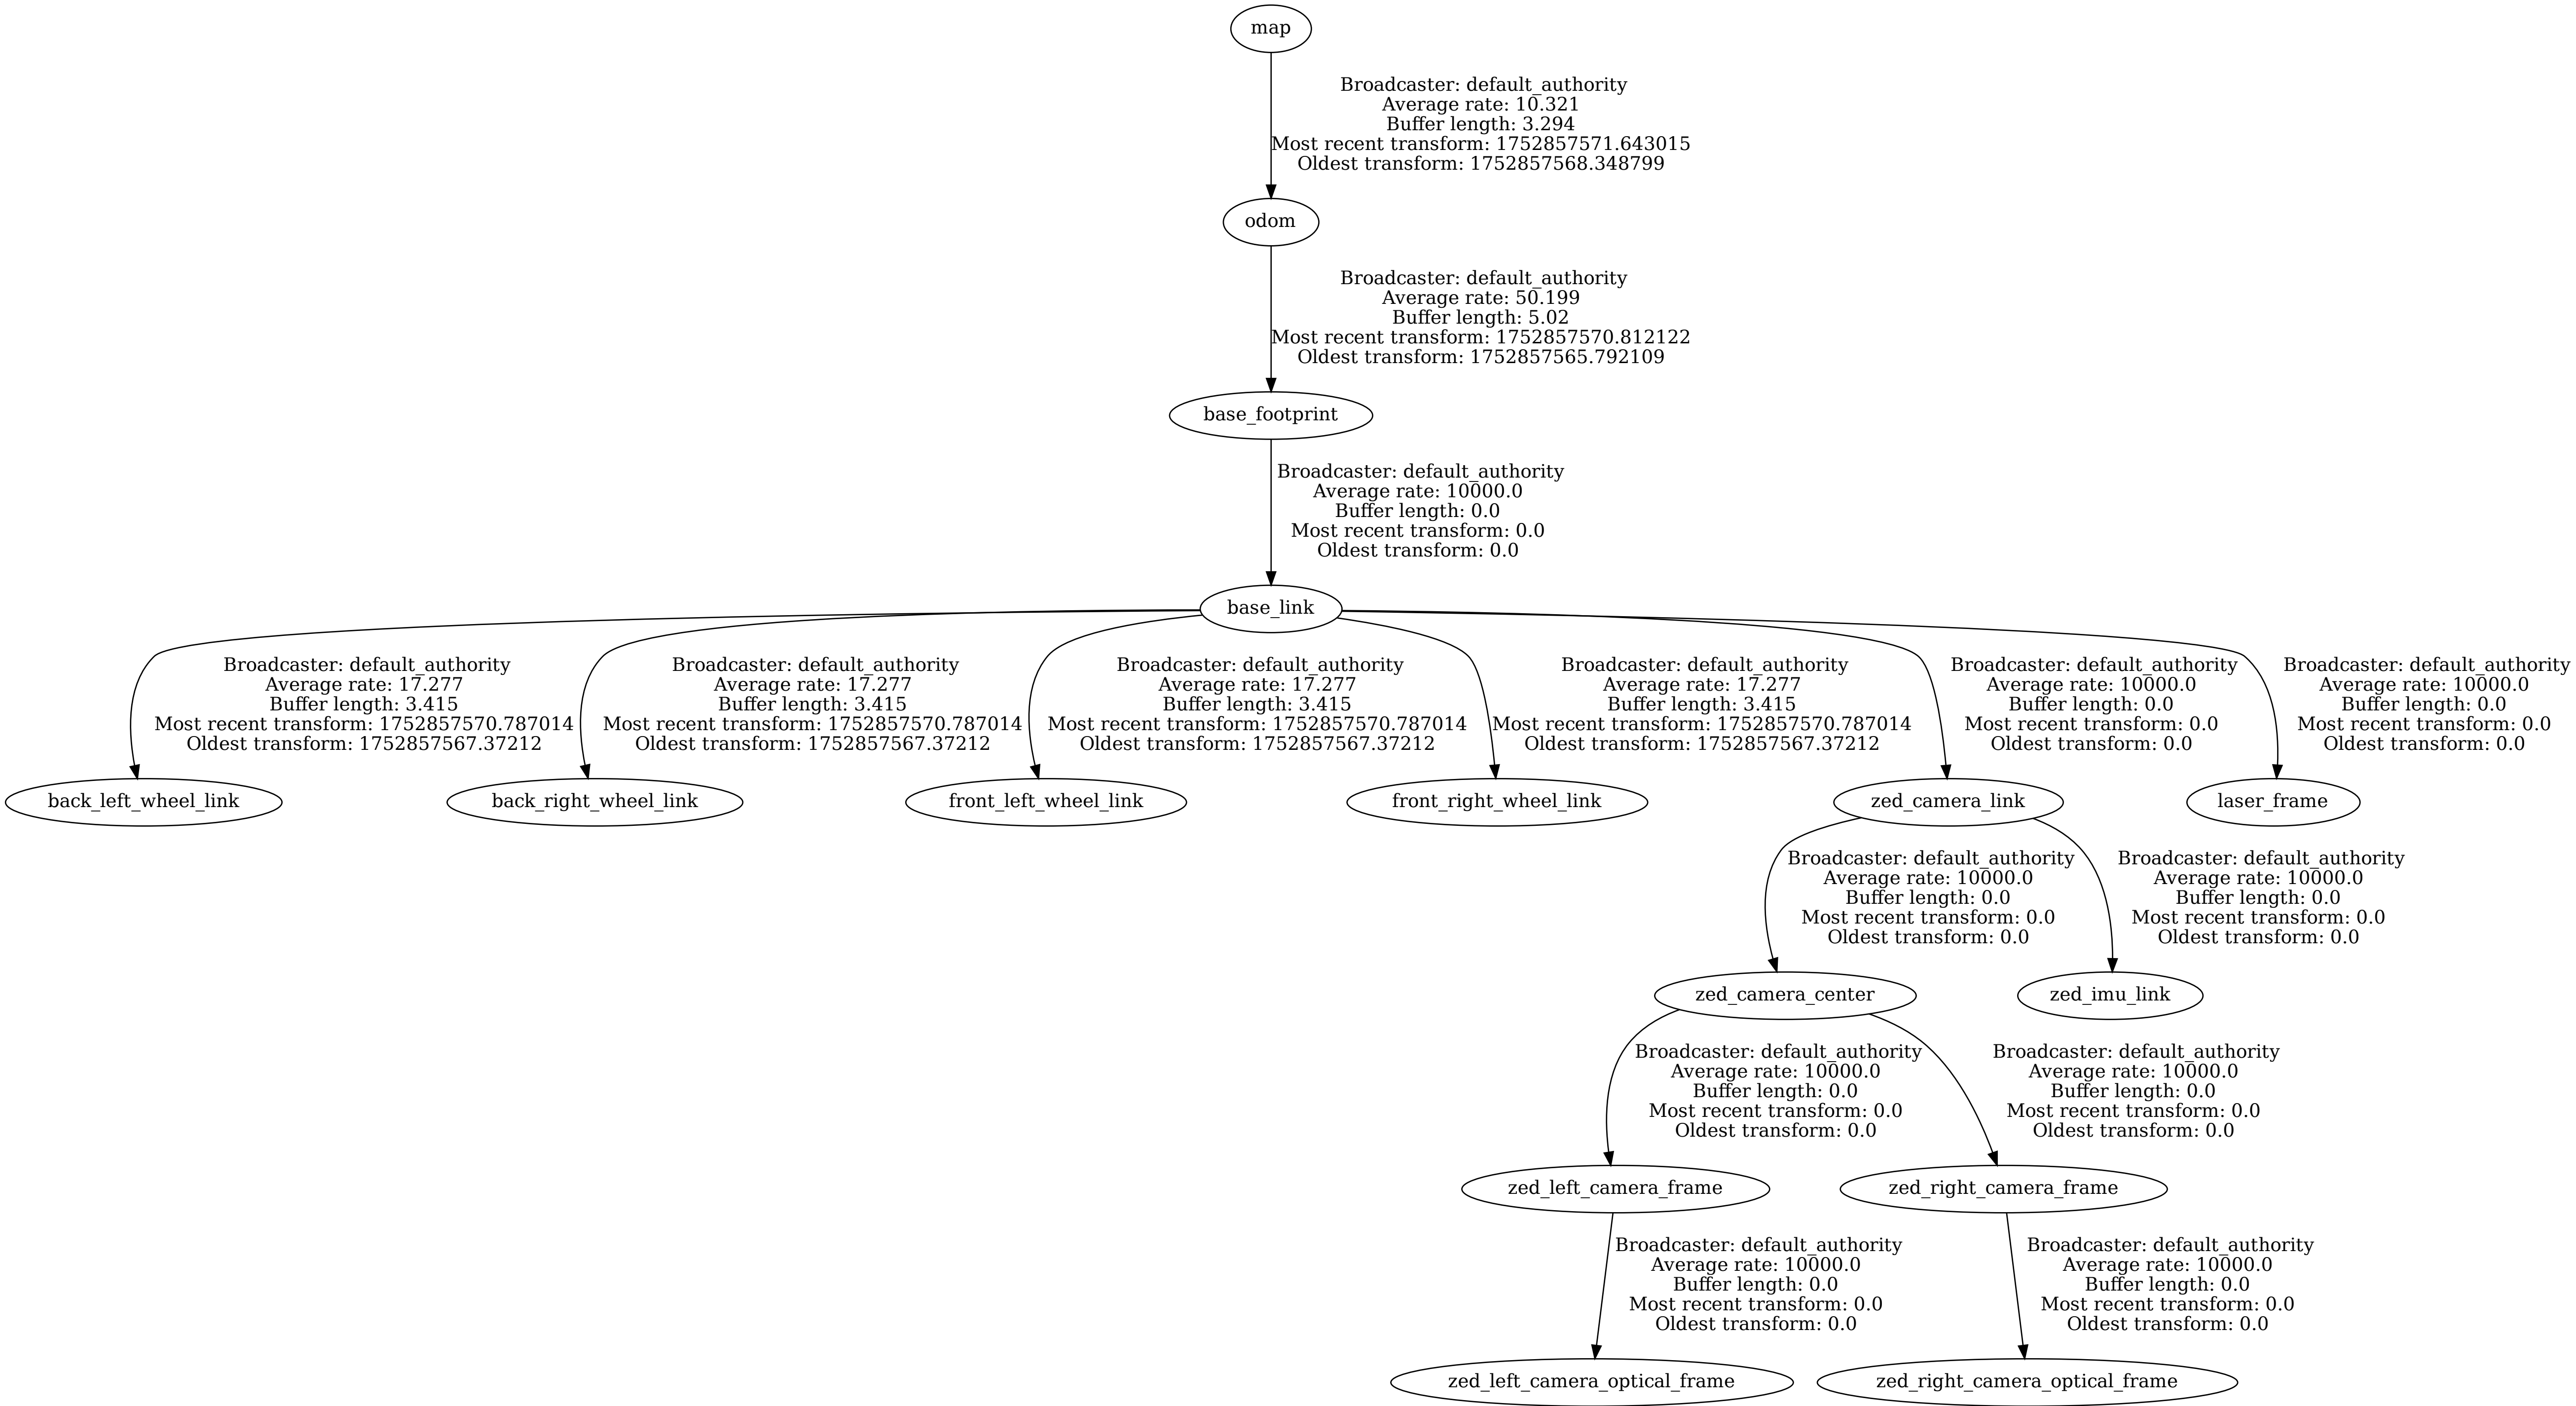 map
Broadcaster: default_authority
Average rate: 10.321
Buffer length: 3.294
Most recent transform: 1752857571.643015
Oldest transform: 1752857568.348799
odom
Broadcaster: default_authority
Average rate: 50.199
Buffer length: 5.02
Most recent transform: 1752857570.812122
Oldest transform: 1752857565.792109
base_footprint
Broadcaster: default_authority
Average rate: 10000.0
Buffer length: 0.0
Most recent transform: 0.0
Oldest transform: 0.0
base_link
Broadcaster: default_authority
Average rate: 17.277
Buffer length: 3.415
Most recent transform: 1752857570.787014
Oldest transform: 1752857567.37212
Broadcaster: default_authority
Average rate: 17.277
Buffer length: 3.415
Most recent transform: 1752857570.787014
Oldest transform: 1752857567.37212
Broadcaster: default_authority
Average rate: 17.277
Buffer length: 3.415
Most recent transform: 1752857570.787014
Oldest transform: 1752857567.37212
Broadcaster: default_authority
Average rate: 17.277
Buffer length: 3.415
Most recent transform: 1752857570.787014
Oldest transform: 1752857567.37212
Broadcaster: default_authority
Average rate: 10000.0
Buffer length: 0.0
Most recent transform: 0.0
Oldest transform: 0.0
Broadcaster: default_authority
Average rate: 10000.0
Buffer length: 0.0
Most recent transform: 0.0
Oldest transform: 0.0
back_left_wheel_link
back_right_wheel_link
front_left_wheel_link
front_right_wheel_link
zed_camera_link
laser_frame
Broadcaster: default_authority
Average rate: 10000.0
Buffer length: 0.0
Most recent transform: 0.0
Oldest transform: 0.0
Broadcaster: default_authority
Average rate: 10000.0
Buffer length: 0.0
Most recent transform: 0.0
Oldest transform: 0.0
zed_camera_center
zed_imu_link
Broadcaster: default_authority
Average rate: 10000.0
Buffer length: 0.0
Most recent transform: 0.0
Oldest transform: 0.0
Broadcaster: default_authority
Average rate: 10000.0
Buffer length: 0.0
Most recent transform: 0.0
Oldest transform: 0.0
zed_left_camera_frame
zed_right_camera_frame
Broadcaster: default_authority
Average rate: 10000.0
Buffer length: 0.0
Most recent transform: 0.0
Oldest transform: 0.0
Broadcaster: default_authority
Average rate: 10000.0
Buffer length: 0.0
Most recent transform: 0.0
Oldest transform: 0.0
zed_left_camera_optical_frame
zed_right_camera_optical_frame